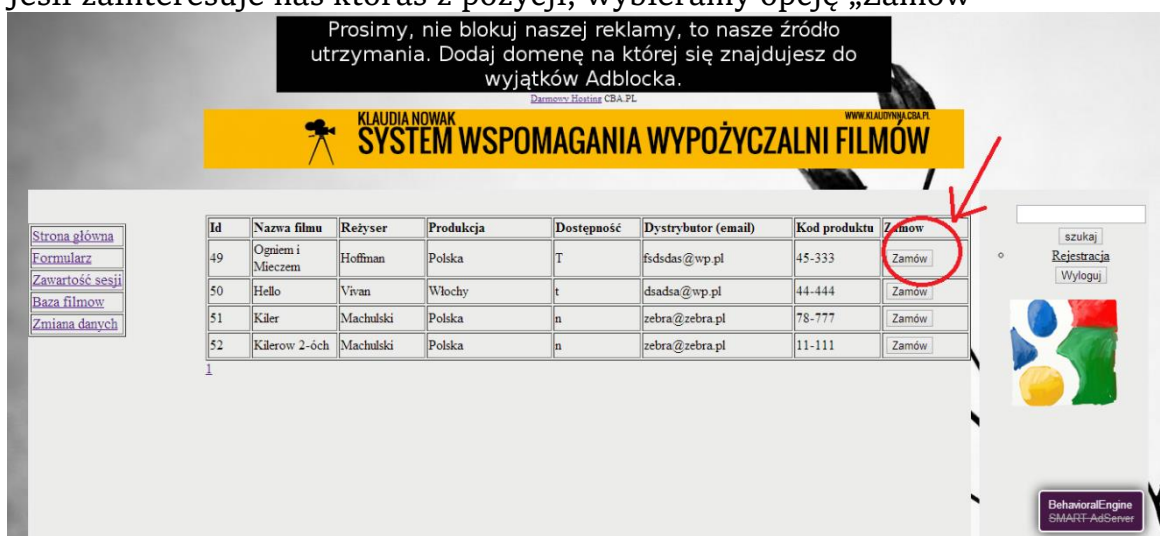 Jeśli zainteresuje nas któraś z pozycji, wybieramy opcję „Zamów"
Prosimy, nie blokuj naszej reklamy, to nasze źródło
utrzymania. Dodaj domenę na której się znajdujesz do
wyjątków Adblocka.
Darmowy Hosting CBA.PL
KLAUDIA NOWAK
WWW.KLAUDYNNA.CBA.PL
SYSTEM WSPOMAGANIA WYPOŻYCZALNI FILMÓW
Strona główna
Formularz
Zawartość sesji
Baza filmow
Zmiana danych
Id Nazwa filmu Reżyser Produkcja Dostępność Dystrybutor (email) Kod produktu Zamow
49 Ogniem i Mieczem Hoffman Polska T fsdsdas@wp.pl 45-333 Zamów
50 Hello Vivan Włochy t dsadsa@wp.pl 44-444 Zamów
51 Kiler Machulski Polska n zebra@zebra.pl 78-777 Zamów
52 Kilerow 2-óch Machulski Polska n zebra@zebra.pl 11-111 Zamów
1
szukaj
Rejestracja
Wyloguj
BehavioralEngine
SMART AdServer